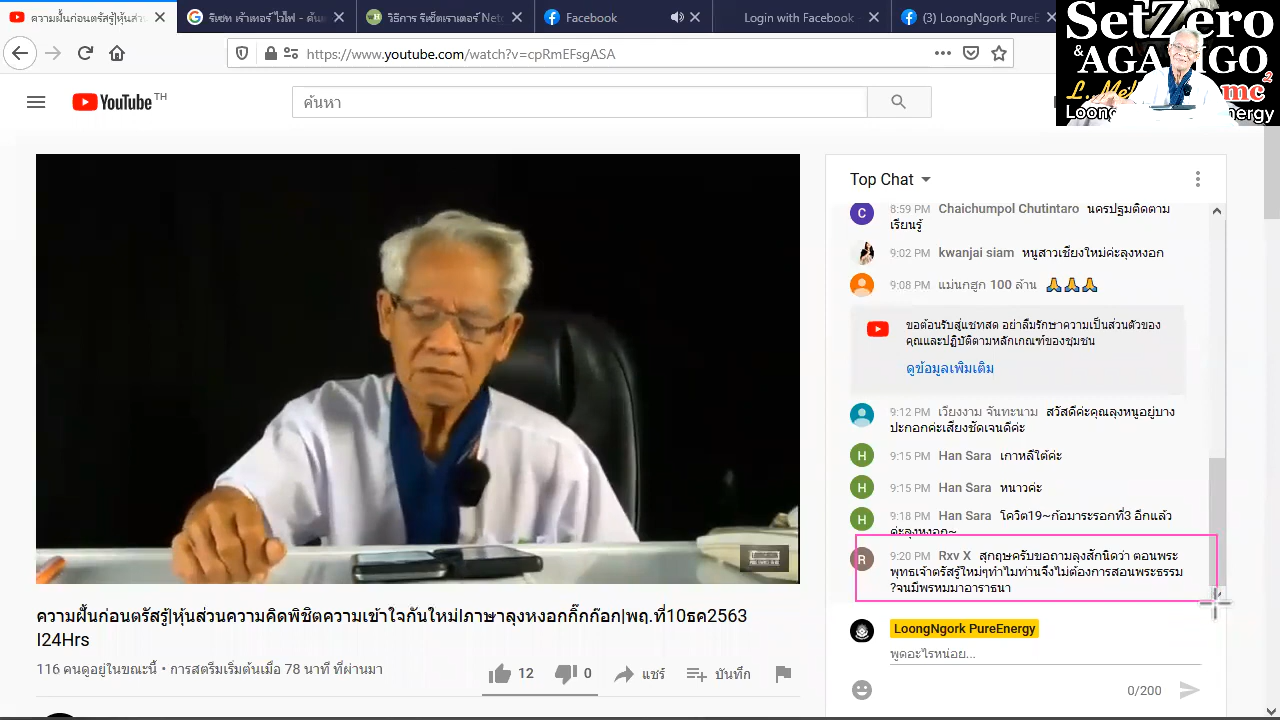 ความฝันก่อนตรัสรู้|หุ้นส่ว
รีเซท เร้าเตอร์ ไวไฟ - ค้นห
วิธีการ รีเซ็ตเราเตอร์ Net
Facebook
Login with Facebook
(3) LoongNgork PureE
SetZero
& AGA IGO
mc²
Loong nergy
https://www.youtube.com/watch?v=cpRmEFsgASA
YouTube TH
ค้นหา
Top Chat
8:59 PM Chaichumpol Chutintaro นครปฐมติดตาม
เรียนรู้
9:02 PM kwanjai siam หนูสาวเชียงใหม่ค่ะลุงหงอก
9:08 PM แม่นกฮูก 100 ล้าน 🙏🙏🙏
ขอต้อนรับสู่แชทสด อย่าลืมรักษาความเป็นส่วนตัวของ
คุณและปฏิบัติตามหลักเกณฑ์ของชุมชน
ดูข้อมูลเพิ่มเติม
9:12 PM เวียงงาม จันทะนาม สวัสดีค่ะคุณลุงหนูอยู่บาง
ปะกอกค่ะเสียงชัดเจนดีค่ะ
9:15 PM Han Sara เกาหลีใต้ค่ะ
9:15 PM Han Sara หนาวค่ะ
9:18 PM Han Sara โควิต19~ก้อมาระรอกที่3 อีกแล้ว
ค่ะลุงหงอก~
9:20 PM Rxv X สุกฤษครับขอถามลุงสักนิดว่า ตอนพระ
พุทธเจ้าตรัสรู้ใหม่ๆทำไมท่านจึงไม่ต้องการสอนพระธรรม
?จนมีพรหมมาอาราธนา
LoongNgork PureEnergy
พูดอะไรหน่อย...
0/200
ความฝันก่อนตรัสรู้|หุ้นส่วนความคิดพิชิตความเข้าใจกันใหม่|ภาษาลุงหงอกกิ๊กก๊อก|พฤ.ที่10ธค2563
|24Hrs
116 คนดูอยู่ในขณะนี้ • การสตรีมเริ่มต้นเมื่อ 78 นาที ที่ผ่านมา
12
0
แชร์
บันทึก